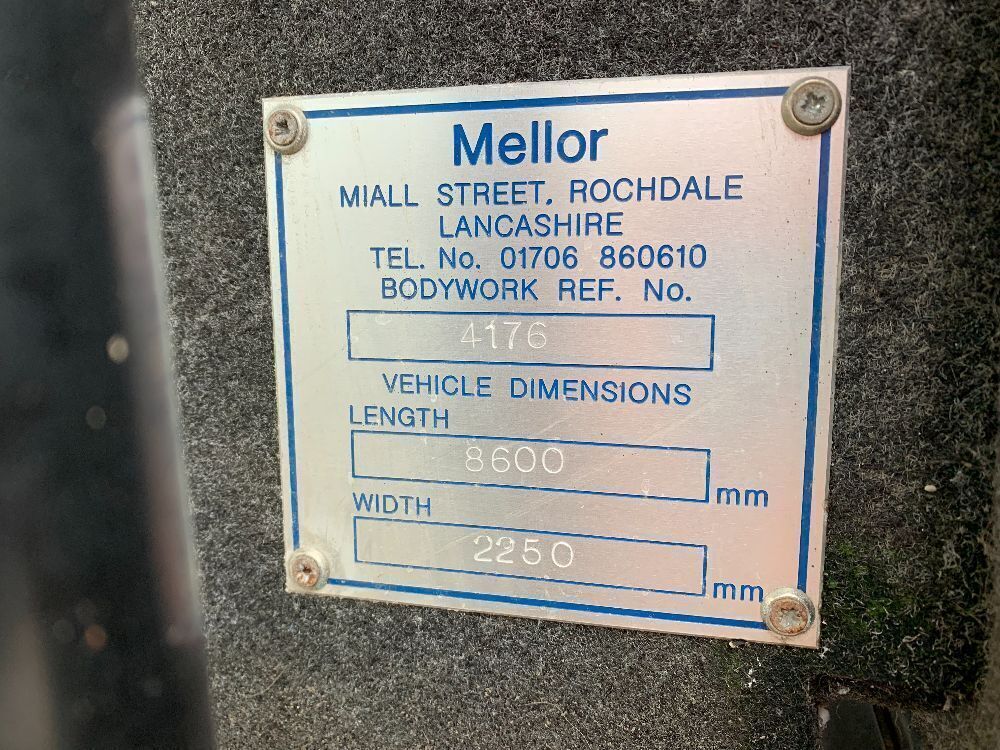 Mellor
MIALL STREET, ROCHDALE
LANCASHIRE
TEL. No. 01706 860610
BODYWORK REF. No.
4176
VEHICLE DIMENSIONS
LENGTH
8600 mm
WIDTH
2250 mm